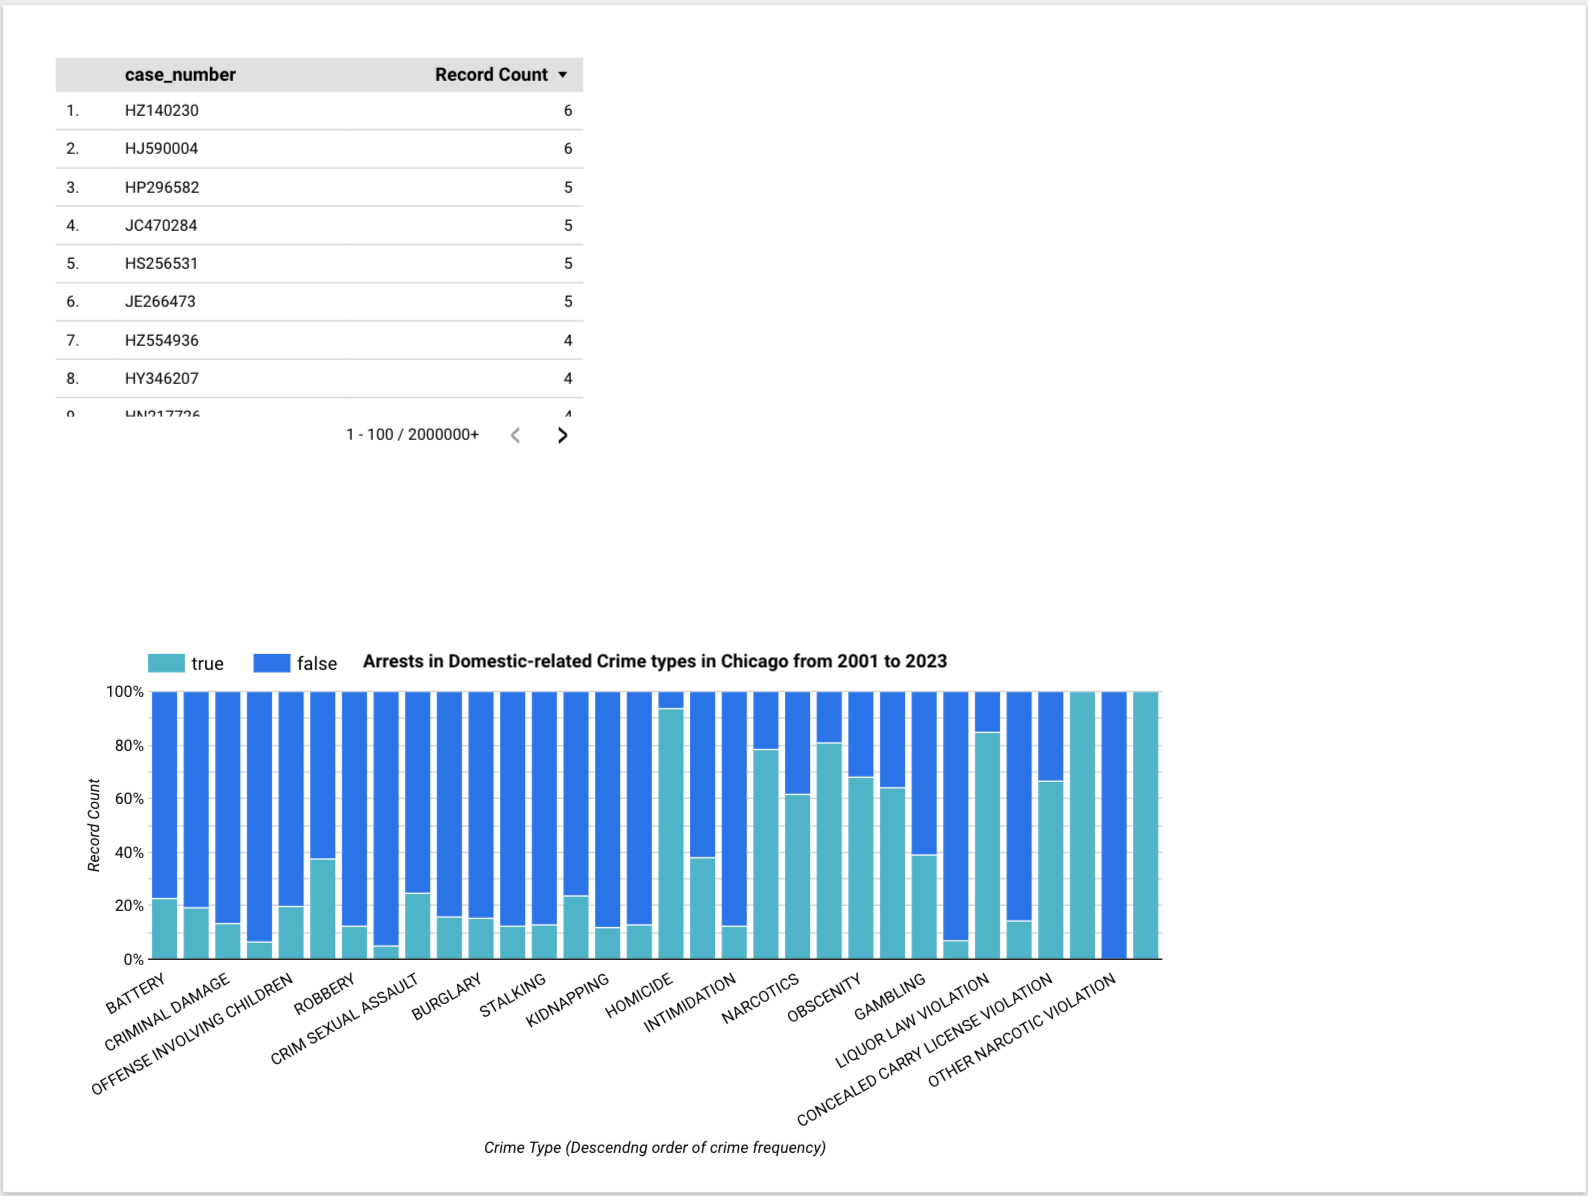 case_number Record Count
1. HZ140230 6
2. HJ590004 6
3. HP296582 5
4. JC470284 5
5. HS256531 5
6. JE266473 5
7. HZ554936 4
8. HY346207 4
9. HN217726 4
1 - 100 / 2000000+
true false Arrests in Domestic-related Crime types in Chicago from 2001 to 2023
100%
80%
60%
40%
20%
0%
Record Count
BATTERY
CRIMINAL DAMAGE
OFFENSE INVOLVING CHILDREN
ROBBERY
CRIM SEXUAL ASSAULT
BURGLARY
STALKING
KIDNAPPING
HOMICIDE
INTIMIDATION
NARCOTICS
OBSCENITY
GAMBLING
LIQUOR LAW VIOLATION
CONCEALED CARRY LICENSE VIOLATION
OTHER NARCOTIC VIOLATION
Crime Type (Descendng order of crime frequency)